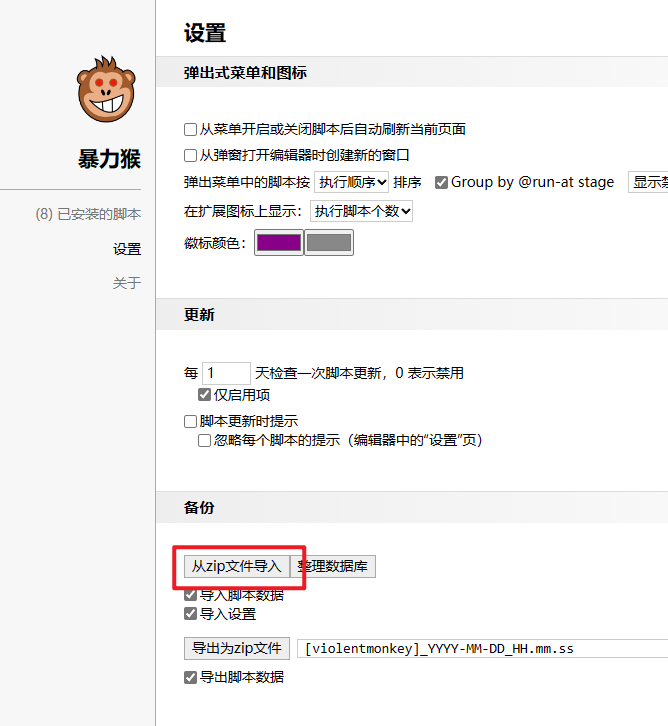 设置
弹出式菜单和图标
暴力猴
(8) 已安装的脚本
设置
关于
从菜单开启或关闭脚本后自动刷新当前页面
从弹窗打开编辑器时创建新的窗口
弹出菜单中的脚本按 执行顺序 排序 Group by @run-at stage 显示禁
在扩展图标上显示： 执行脚本个数
徽标颜色：
更新
每 1 天检查一次脚本更新，0 表示禁用
仅启用项
脚本更新时提示
忽略每个脚本的提示（编辑器中的“设置”页）
备份
从zip文件导入 整理数据库
导入脚本数据
导入设置
导出为zip文件 [violentmonkey]_YYYY-MM-DD_HH.mm.ss
导出脚本数据